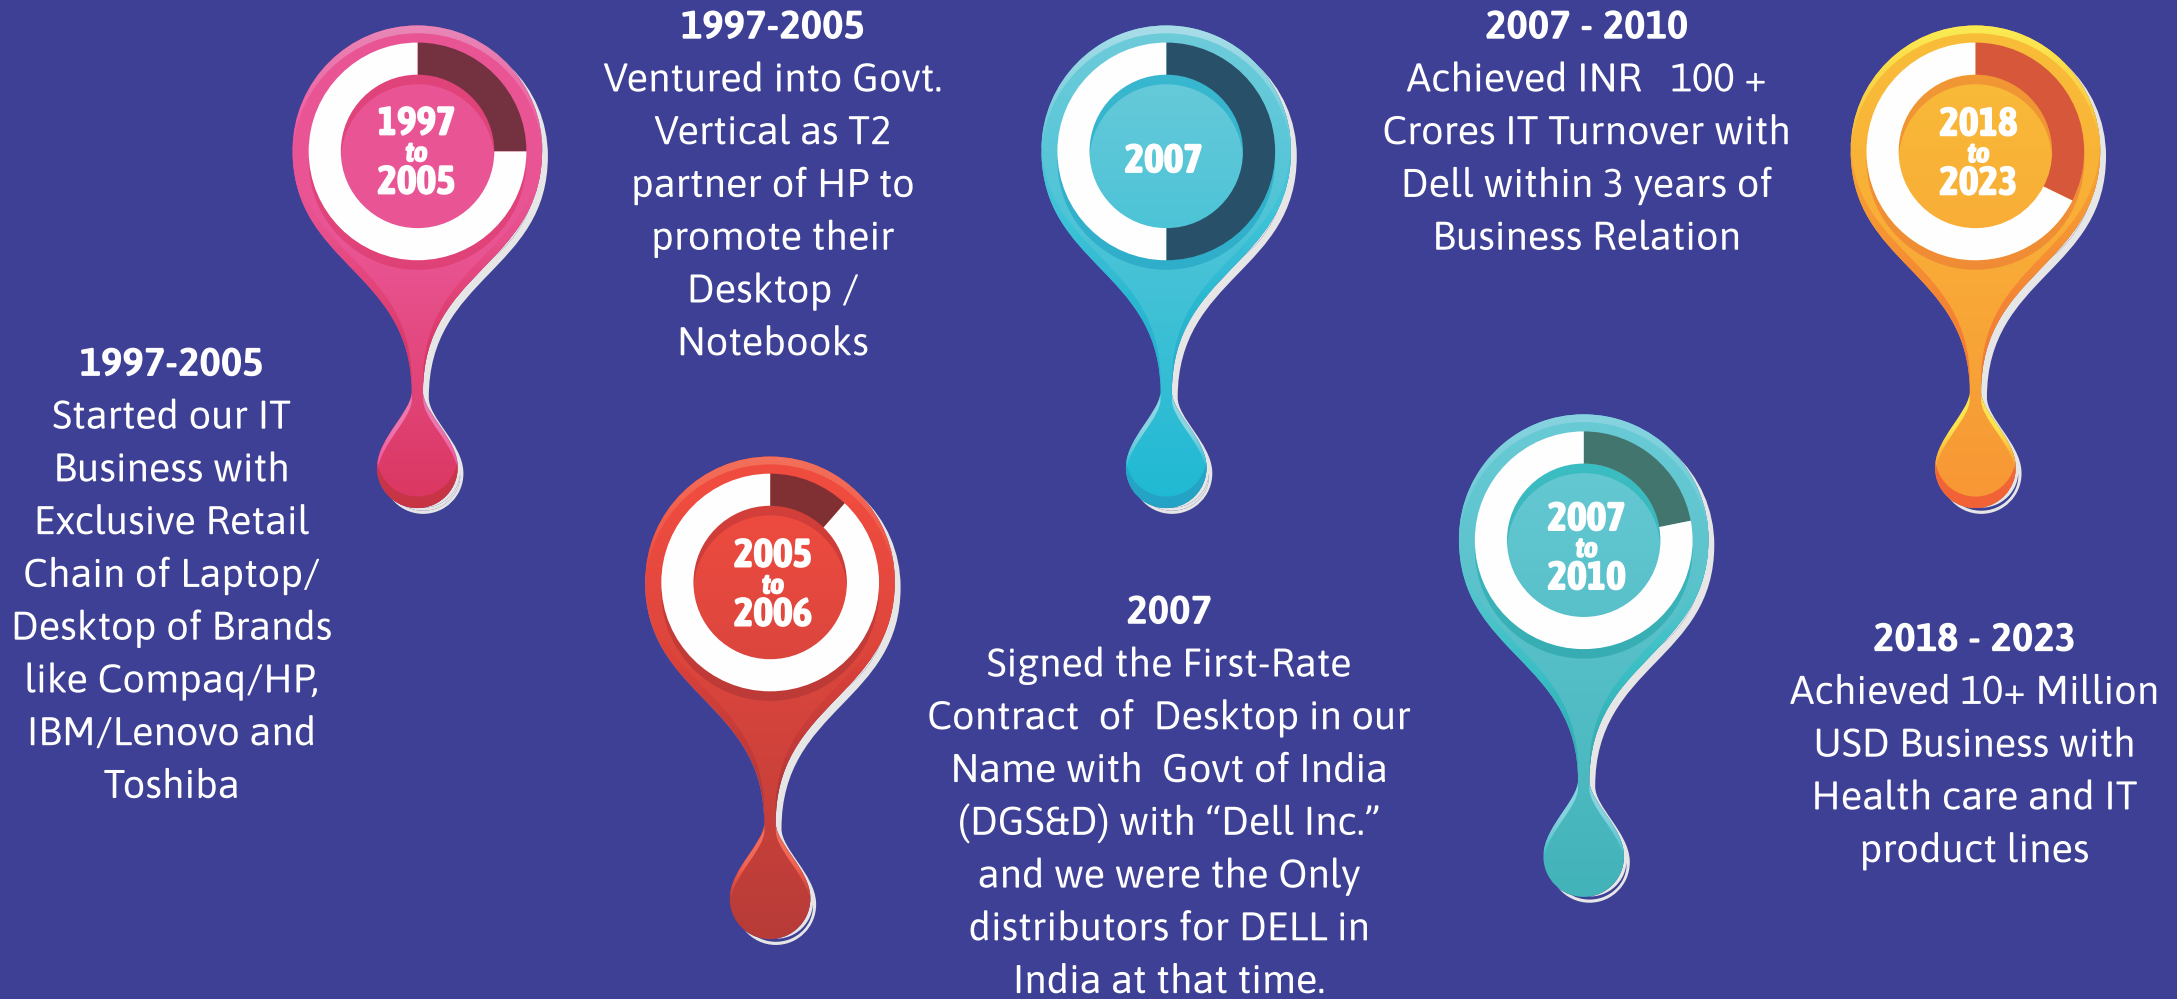 1997
to
2005
1997-2005
Started our IT
Business with
Exclusive Retail
Chain of Laptop/
Desktop of Brands
like Compaq/HP,
IBM/Lenovo and
Toshiba
1997-2005
Ventured into Govt.
Vertical as T2
partner of HP to
promote their
Desktop /
Notebooks
2005
to
2006
2007
2007
Signed the First-Rate
Contract of Desktop in our
Name with Govt of India
(DGS&D) with “Dell Inc.”
and we were the Only
distributors for DELL in
India at that time.
2007 - 2010
Achieved INR 100 +
Crores IT Turnover with
Dell within 3 years of
Business Relation
2007
to
2010
2018
to
2023
2018 - 2023
Achieved 10+ Million
USD Business with
Health care and IT
product lines